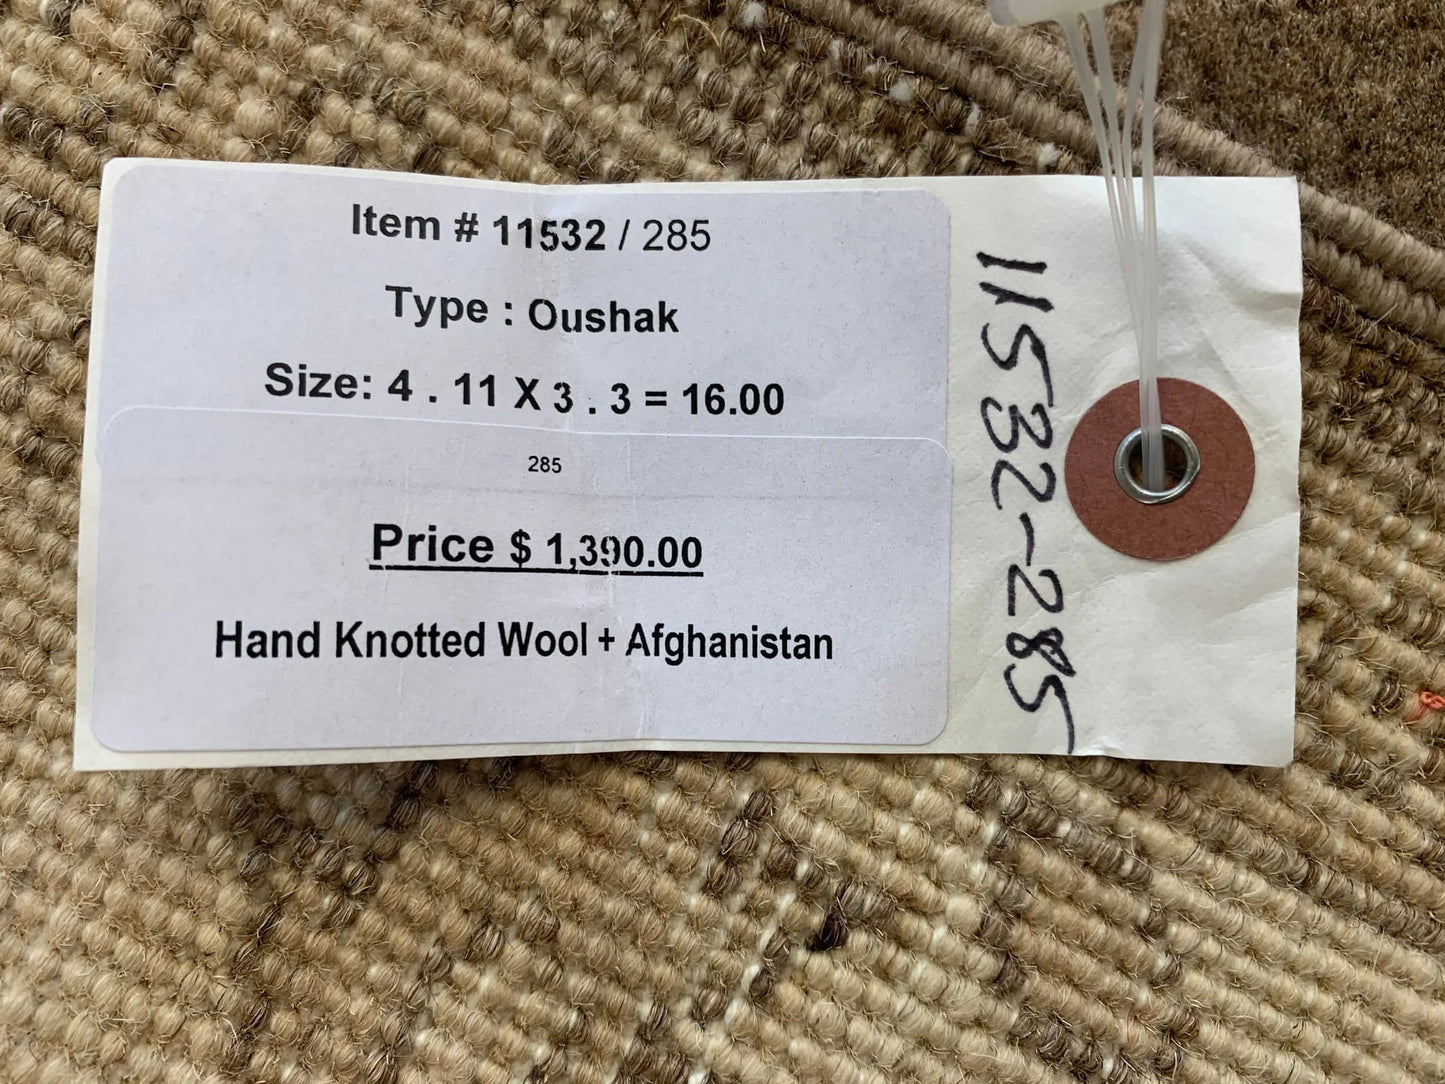 Item # 11532 / 285
Type : Oushak
Size: 4 . 11 X 3 . 3 = 16.00
285
Price $ 1,390.00
Hand Knotted Wool + Afghanistan
11532-285